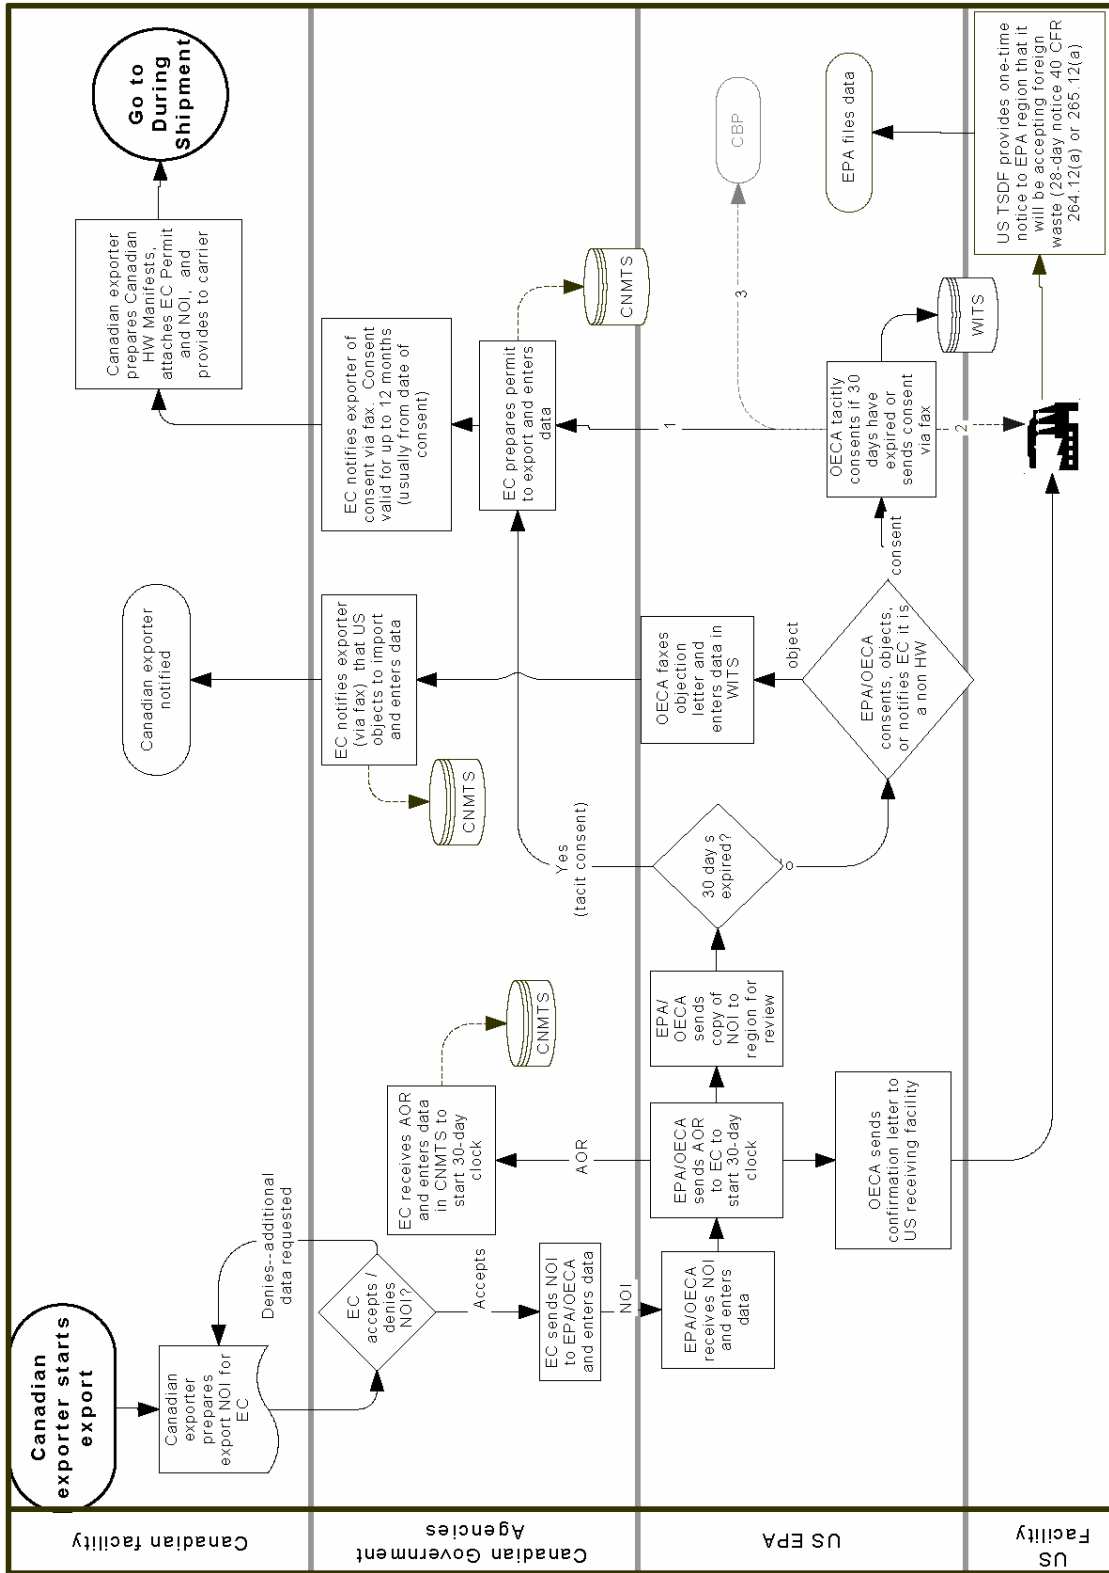 Canadian facility
Canadian
exporter starts
export
Canadian
exporter
prepares
export NOI for
EC
Denies--additional
data requested
Canadian exporter
notified
Canadian exporter
prepares Canadian
HW Manifests,
attaches EC Permit
and NOI, and
provides to carrier
Go to
During
Shipment
Canadian Government
Agencies
EC
accepts /
denies
NOI?
Accepts
EC sends NOI
to EPA/OECA
and enters data
NOI
EC receives AOR
and enters data
in CNMTS to
start 30-day
clock
CNMTS
AOR
EC notifies exporter
(via fax) that US
objects to import
and enters data
CNMTS
Yes
(tacit consent)
EC notifies exporter of
consent via fax. Consent
valid for up to 12 months
(usually from date of
consent)
EC prepares permit
to export and enters
data
CNMTS
US EPA
EPA/OECA
receives NOI
and enters
data
EPA/OECA
sends AOR
to EC to
start 30-day
clock
EPA/
OECA
sends
copy of
NOI to
region for
review
OECA sends
confirmation letter to
US receiving facility
30 day s
expired?
OECA faxes
objection
letter and
enters data in
WITS
object
EPA/OECA
consents, objects,
or notifies EC it is
a non HW
consent
OECA tacitly
consents if 30
days have
expired or
sends consent
via fax
1
2
3
WITS
CBP
EPA files data
US
Facility
US TSDF provides one-time
notice to EPA region that it
will be accepting foreign
waste (28-day notice 40 CFR
264.12(a) or 265.12(a)